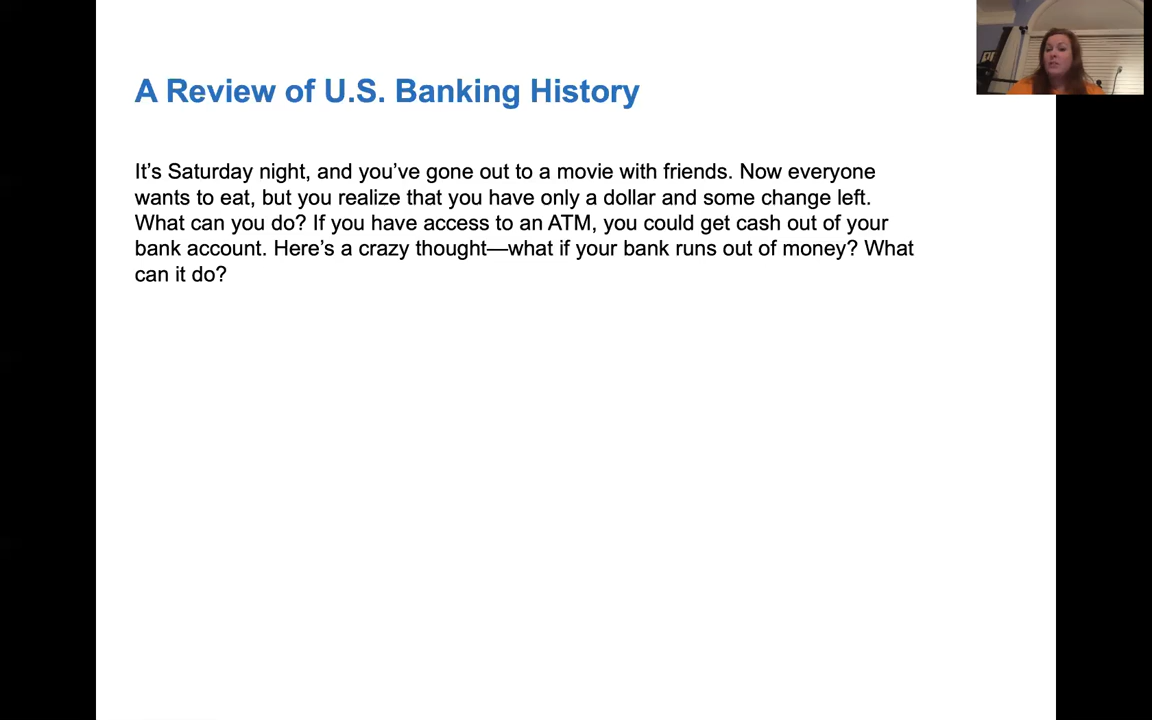 A Review of U.S. Banking History
It’s Saturday night, and you’ve gone out to a movie with friends. Now everyone
wants to eat, but you realize that you have only a dollar and some change left.
What can you do? If you have access to an ATM, you could get cash out of your
bank account. Here’s a crazy thought—what if your bank runs out of money? What
can it do?